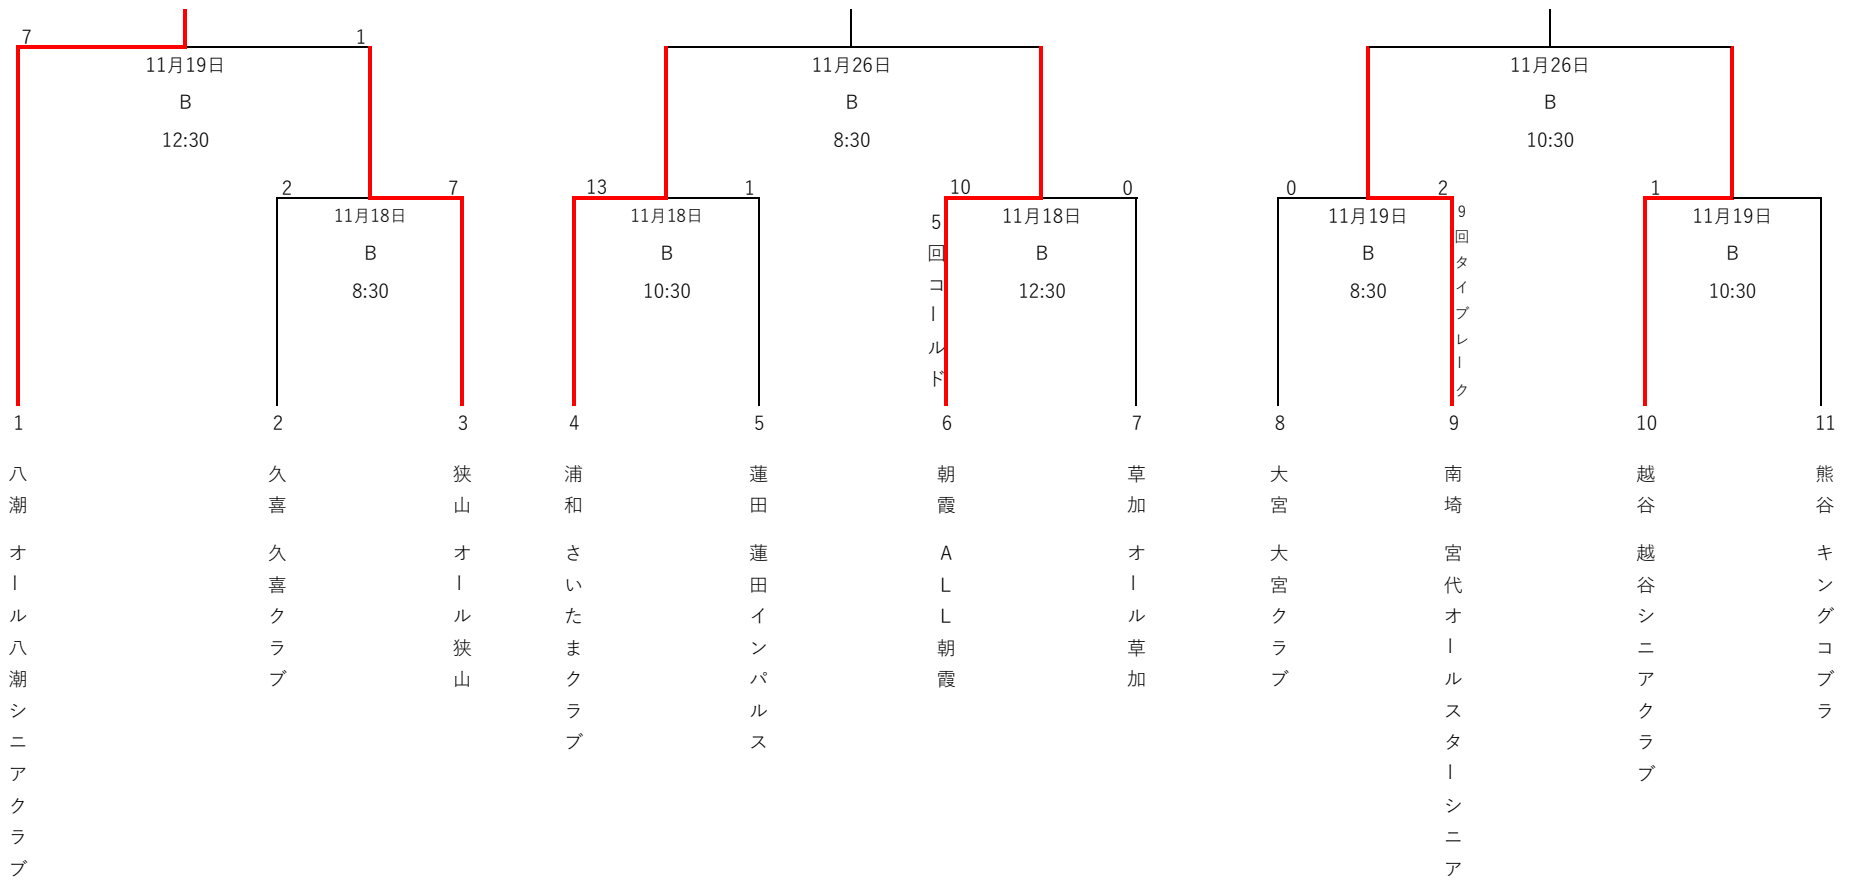 7 1
11月19日
B
12:30
11月26日
B
8:30
11月26日
B
10:30
2 7
11月18日
B
8:30
13 1
11月18日
B
10:30
10 0
5回コールド
11月18日
B
12:30
0 2
9回タイブレーク
11月19日
B
8:30
1
11月19日
B
10:30
1 2 3 4 5 6 7 8 9 10 11
八潮 オール八潮シニアクラブ
久喜 久喜クラブ
狭山 オール狭山
浦和 さいたまクラブ
蓮田 蓮田インパルス
朝霞 ALL朝霞
草加 オール草加
大宮 大宮クラブ
南埼 宮代オールスターシニア
越谷 越谷シニアクラブ
熊谷 キングコブラ